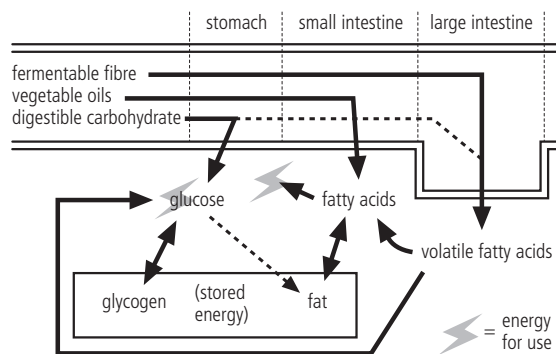 stomach
small intestine
large intestine
fermentable fibre
vegetable oils
digestible carbohydrate
glucose
fatty acids
volatile fatty acids
glycogen
(stored
energy)
fat
= energy
for use